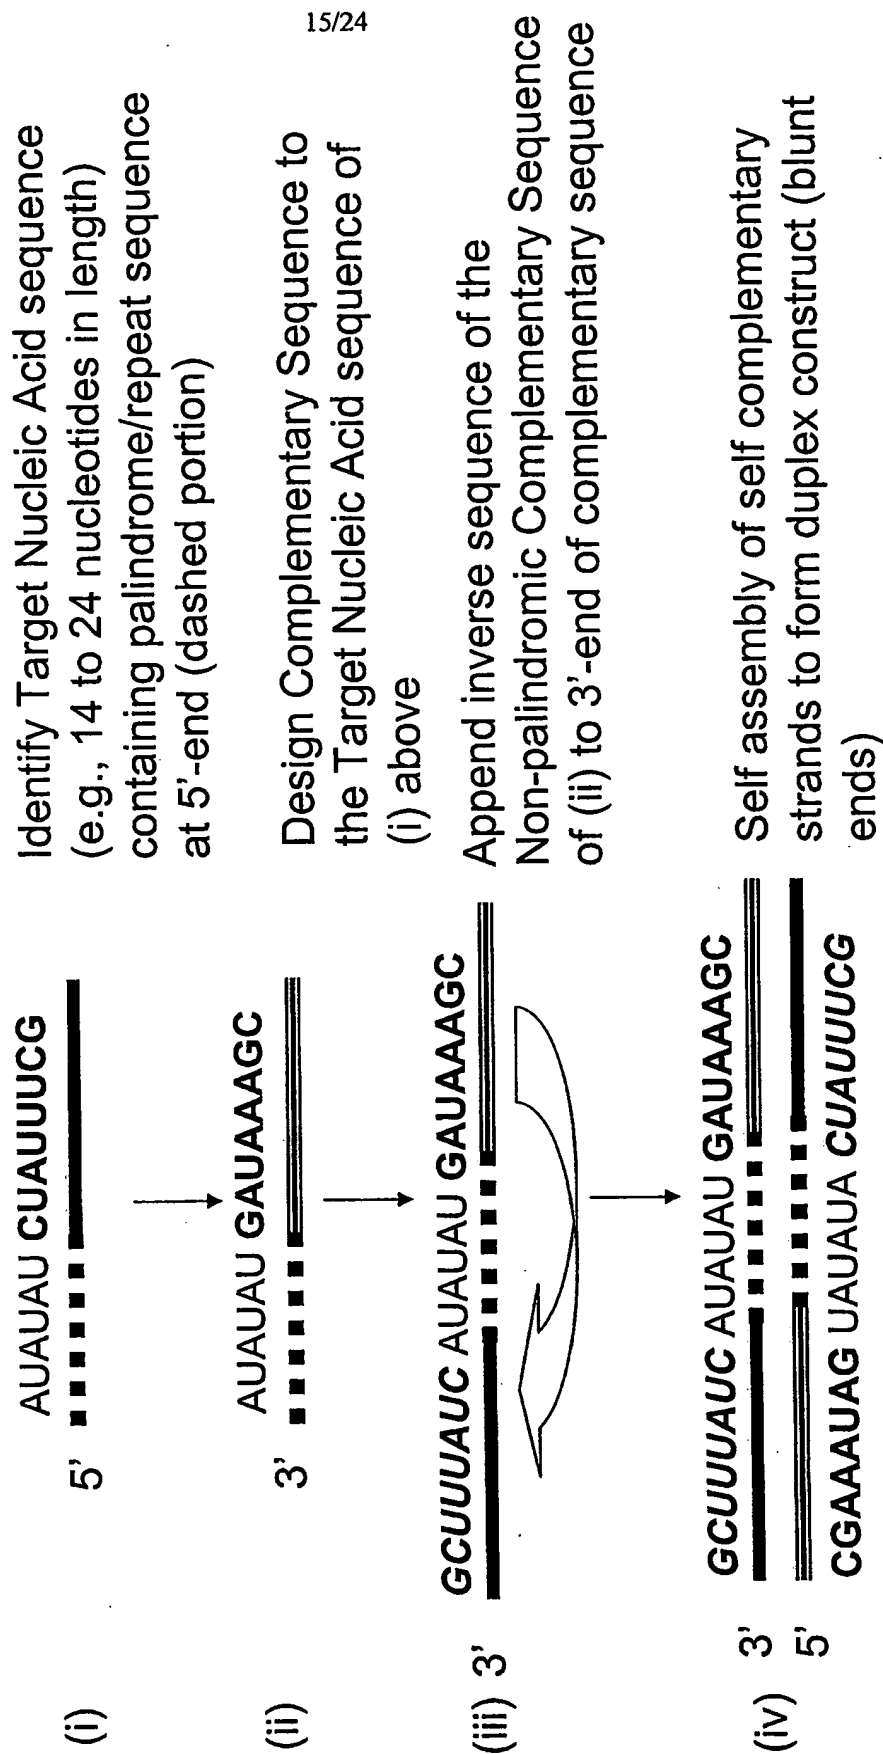 15/24
(i)
5'
AUAUAU CUAUUUCG
Identify Target Nucleic Acid sequence
(e.g., 14 to 24 nucleotides in length)
containing palindrome/repeat sequence
at 5'-end (dashed portion)
(ii)
3'
AUAUAU GAUAAAGC
Design Complementary Sequence to
the Target Nucleic Acid sequence of
(i) above
(iii) 3'
GCUUUAUC AUAUAU GAUAAAGC
Append inverse sequence of the
Non-palindromic Complementary Sequence
of (ii) to 3'-end of complementary sequence
(iv)
3'
GCUUUAUC AUAUAU GAUAAAGC
5'
CGAAAUAG UAUAUA CUAUUUCG
Self assembly of self complementary
strands to form duplex construct (blunt
ends)